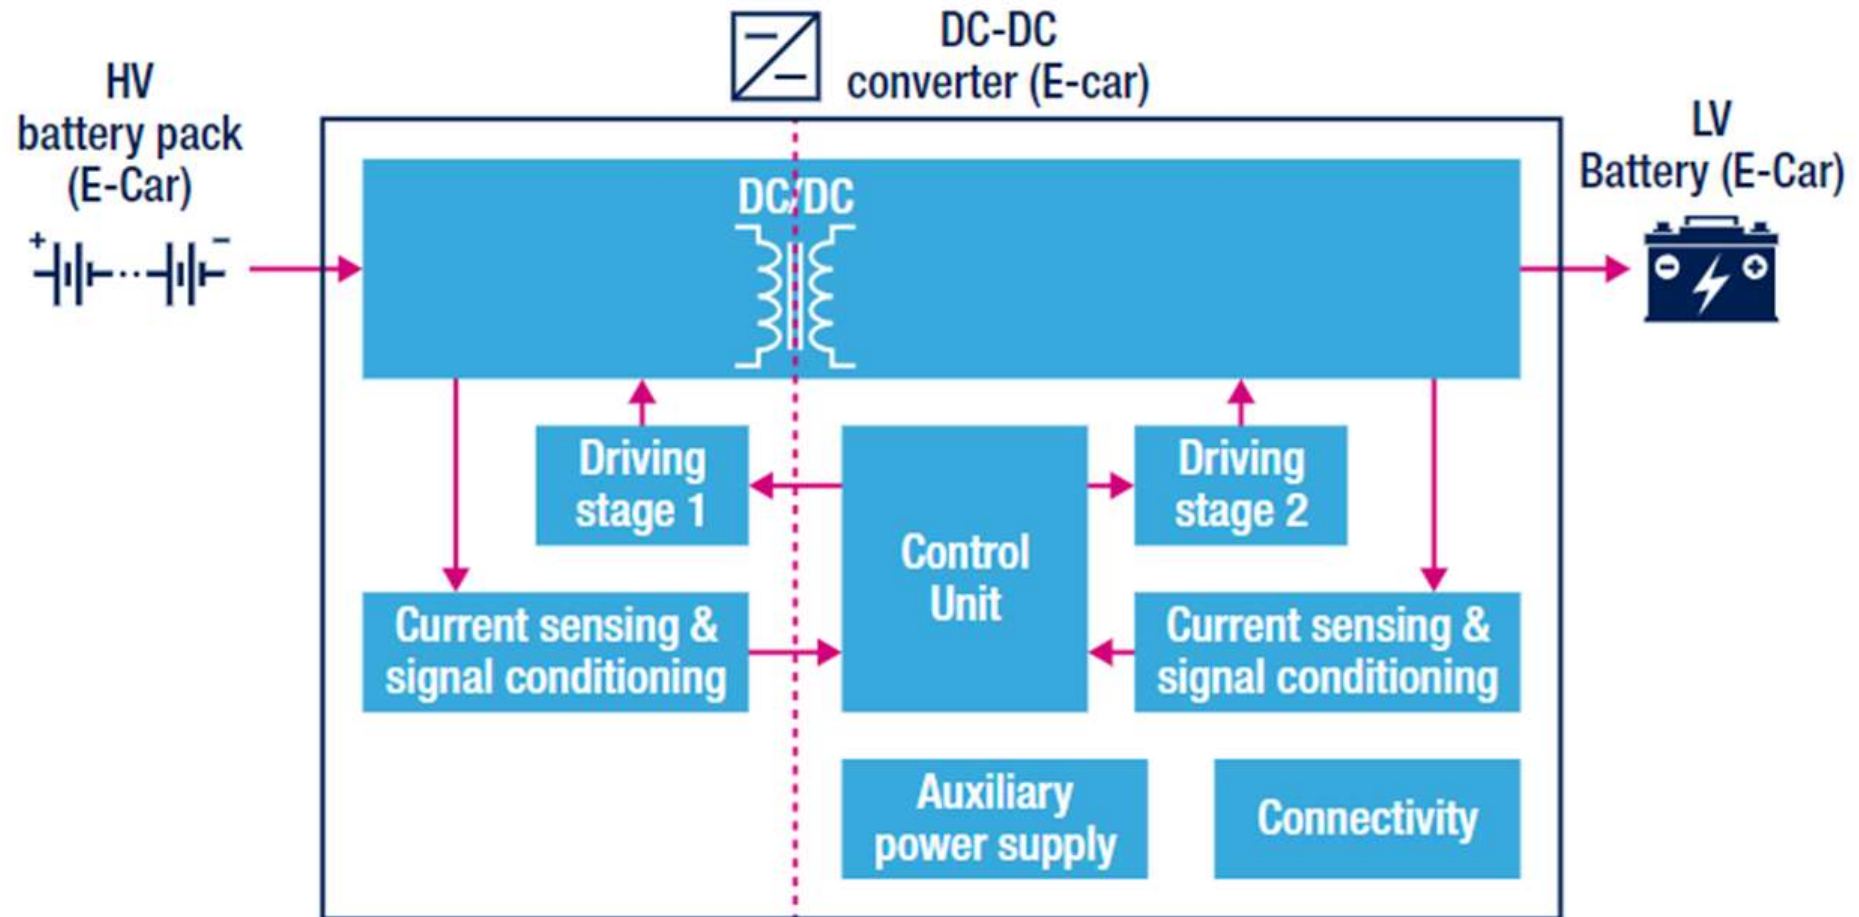 DC-DC
converter (E-car)
HV
battery pack
(E-Car)
LV
Battery (E-Car)
+
−
DC/DC
Driving
stage 1
Control
Unit
Driving
stage 2
Current sensing &
signal conditioning
Current sensing &
signal conditioning
Auxiliary
power supply
Connectivity